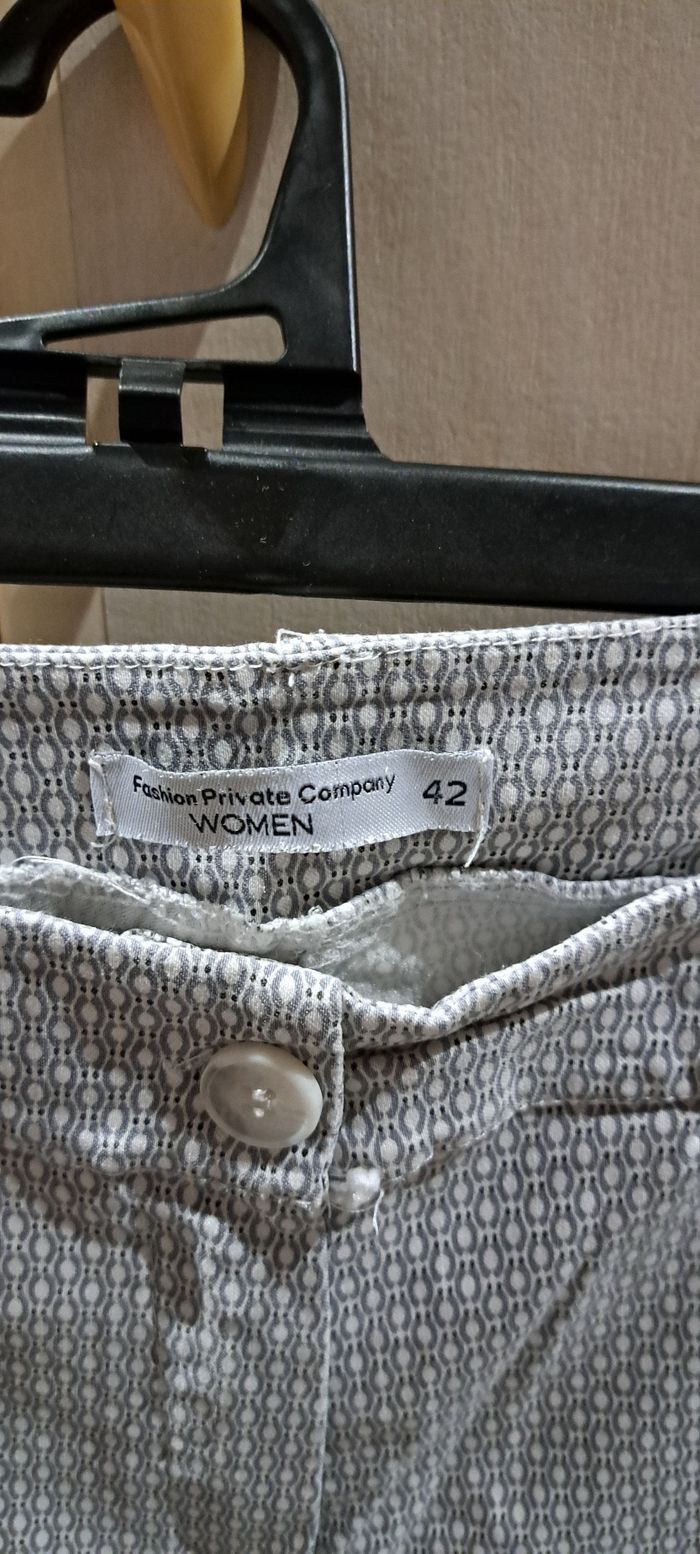 Fashion Private Company 42
WOMEN